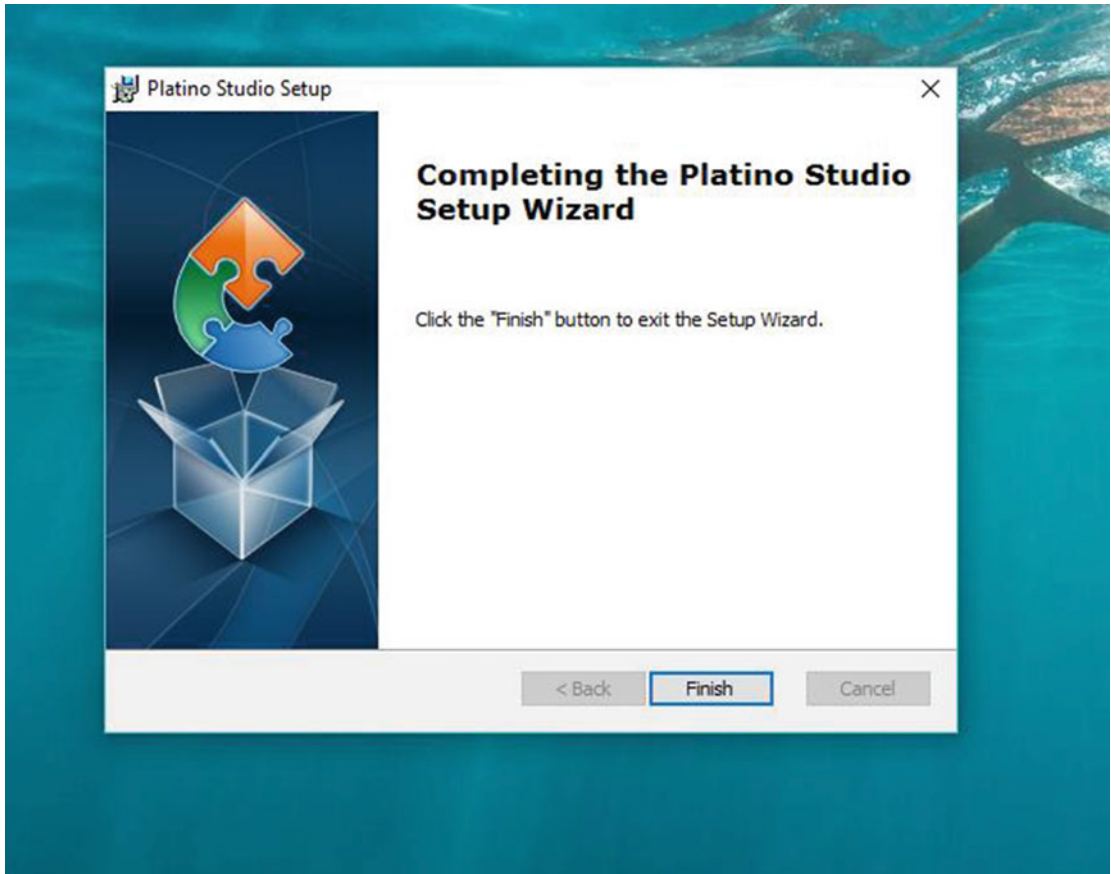 Platino Studio Setup
Completing the Platino Studio
Setup Wizard
Click the "Finish" button to exit the Setup Wizard.
< Back
Finish
Cancel